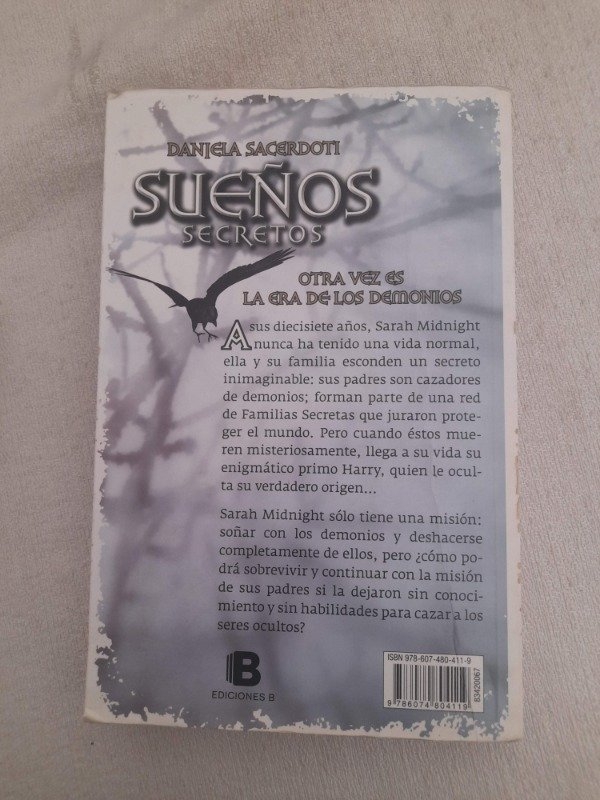 DANIELA SACERDOTI
SUEÑOS
SECRETOS
OTRA VEZ ES
LA ERA DE LOS DEMONIOS
A sus diecisiete años, Sarah Midnight
nunca ha tenido una vida normal,
ella y su familia esconden un secreto
inimaginable: sus padres son cazadores
de demonios; forman parte de una red
de Familias Secretas que juraron prote-
ger el mundo. Pero cuando éstos mue-
ren misteriosamente, llega a su vida su
enigmático primo Harry, quien le ocul-
ta su verdadero origen...
Sarah Midnight sólo tiene una misión:
soñar con los demonios y deshacerse
completamente de ellos, pero ¿cómo po-
drá sobrevivir y continuar con la misión
de sus padres si la dejaron sin conoci-
miento y sin habilidades para cazar a los
seres ocultos?
B
EDICIONES B
ISBN 978-607-480-411-9
9 786074 804119
83420067